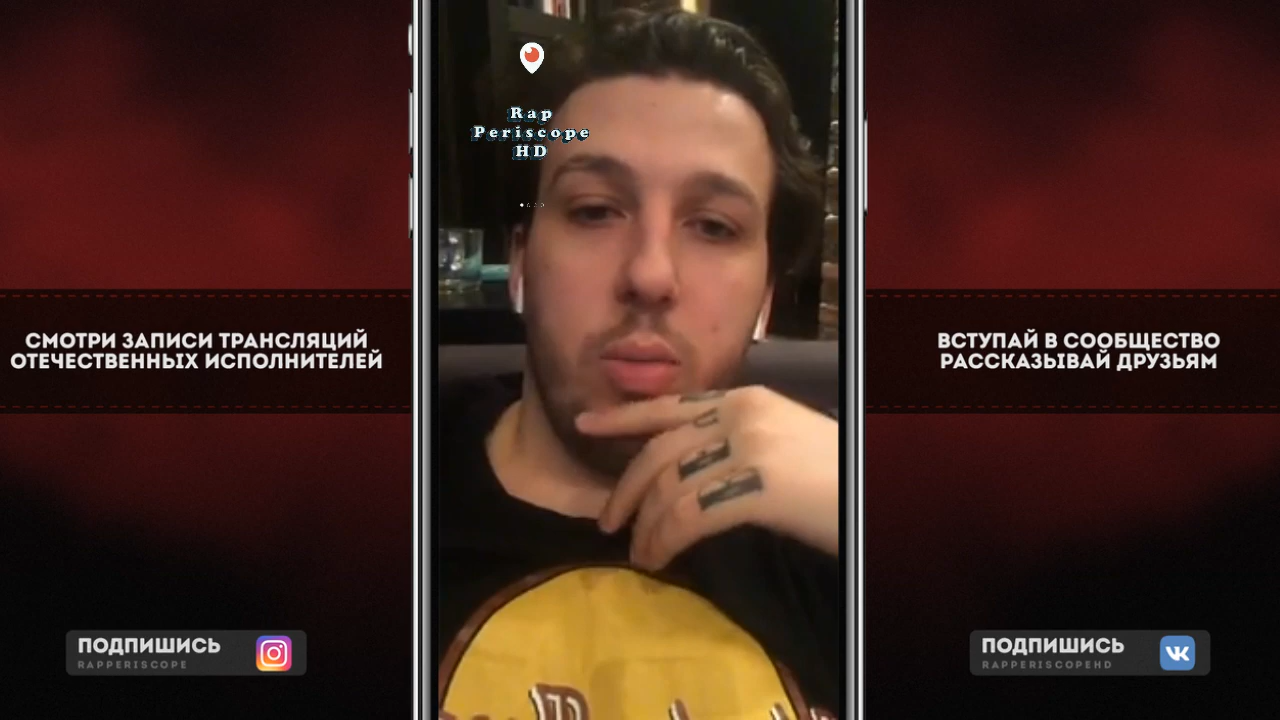 Rap
Periscope
HD
СМОТРИ ЗАПИСИ ТРАНСЛЯЦИЙ
ОТЕЧЕСТВЕННЫХ ИСПОЛНИТЕЛЕЙ
ВСТУПАЙ В СООБЩЕСТВО
РАССКАЗЫВАЙ ДРУЗЬЯМ
ПОДПИШИСЬ
RAPPERISCOPE
ПОДПИШИСЬ
RAPPERISCOPEHD